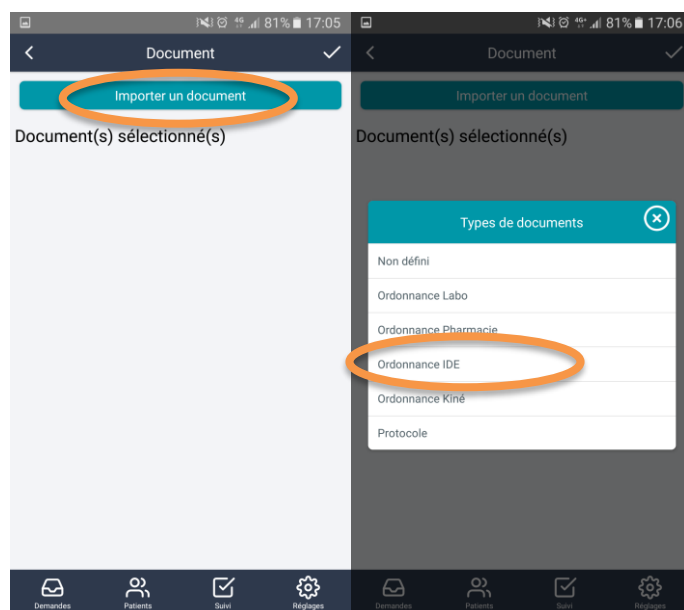 4G 81% 17:05
Document
Importer un document
Document(s) sélectionné(s)
Demandes Patients Suivi Réglages
4G+ 81% 17:06
Document
Importer un document
Document(s) sélectionné(s)
Types de documents
Non défini
Ordonnance Labo
Ordonnance Pharmacie
Ordonnance IDE
Ordonnance Kiné
Protocole
Demandes Patients Suivi Réglages